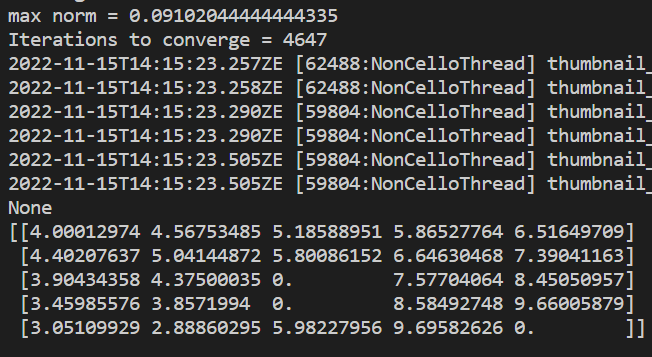 max norm = 0.09102044444444335
Iterations to converge = 4647
2022-11-15T14:15:23.257ZE [62488:NonCelloThread] thumbnail_
2022-11-15T14:15:23.258ZE [62488:NonCelloThread] thumbnail_
2022-11-15T14:15:23.290ZE [59804:NonCelloThread] thumbnail_
2022-11-15T14:15:23.290ZE [59804:NonCelloThread] thumbnail_
2022-11-15T14:15:23.505ZE [59804:NonCelloThread] thumbnail_
2022-11-15T14:15:23.505ZE [59804:NonCelloThread] thumbnail_
None
[[4.00012974 4.56753485 5.18588951 5.86527764 6.51649709]
 [4.40207637 5.04144872 5.80086152 6.64630468 7.39041163]
 [3.90434358 4.37500035 0.         7.57704064 8.45050957]
 [3.45985576 3.8571994  0.         8.58492748 9.66005879]
 [3.05109929 2.88860295 5.98227956 9.69582626 0.        ]]